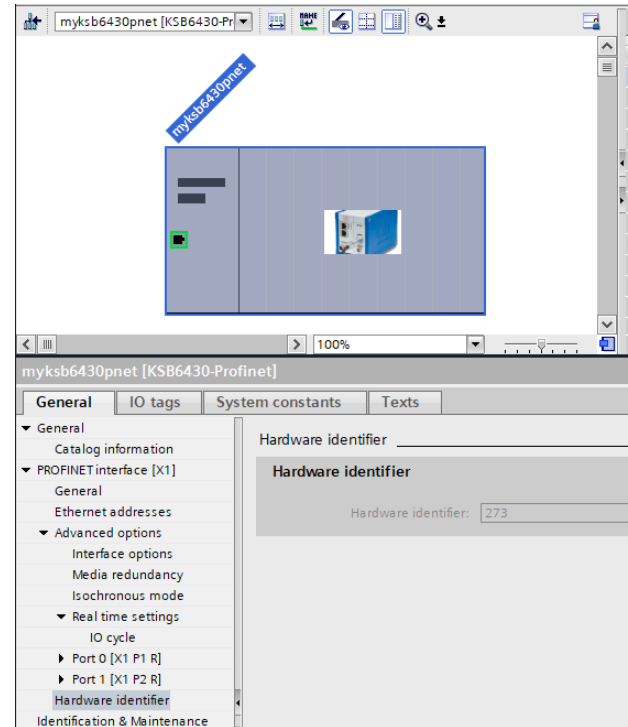 myksb6430pnet [KSB6430-Pr
NAME
myksb6430pnet
100%
myksb6430pnet [KSB6430-Profinet]
General IO tags System constants Texts
General
Catalog information
PROFINET interface [X1]
General
Ethernet addresses
Advanced options
Interface options
Media redundancy
Isochronous mode
Real time settings
IO cycle
Port 0 [X1 P1 R]
Port 1 [X1 P2 R]
Hardware identifier
Identification & Maintenance
Hardware identifier
Hardware identifier
Hardware identifier: 273